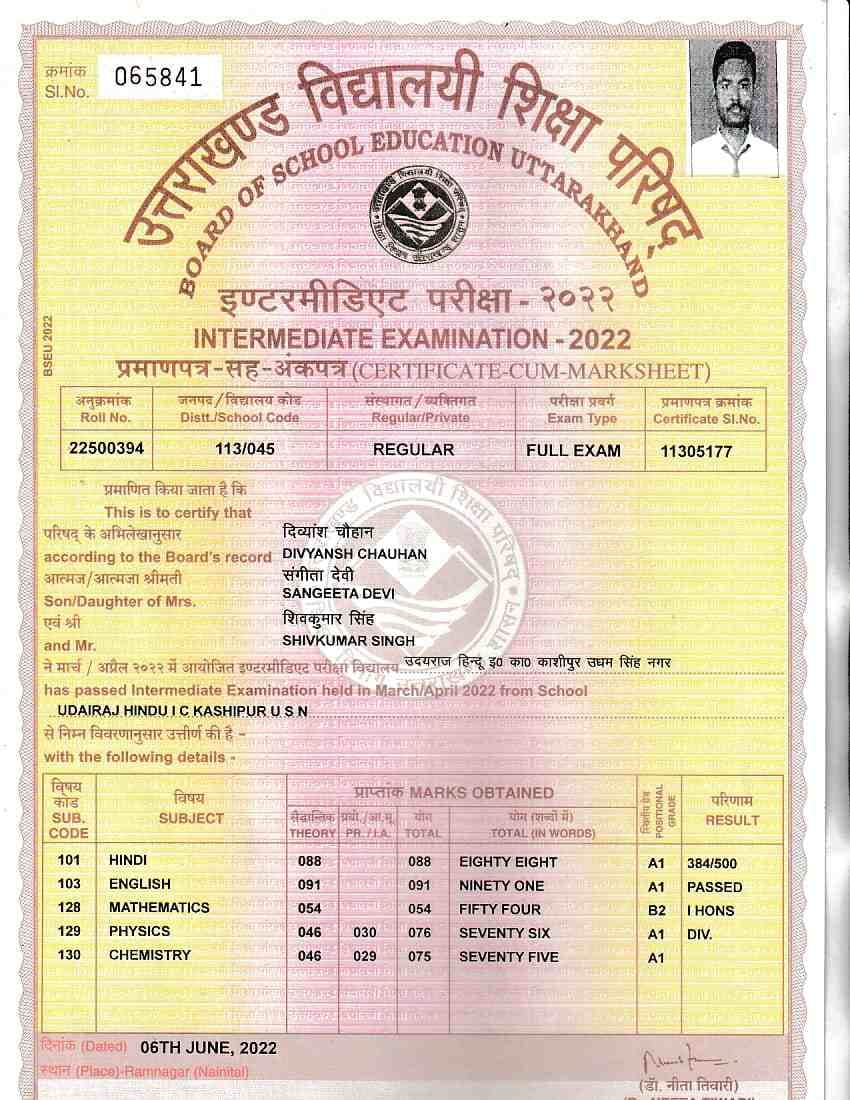 क्रमांक
Sl.No. 065841
उत्तराखण्ड विद्यालयी शिक्षा परिषद्
BOARD OF SCHOOL EDUCATION UTTARAKHAND
इण्टरमीडिएट परीक्षा - २०२२
INTERMEDIATE EXAMINATION - 2022
BSEU 2022
प्रमाणपत्र-सह-अंकपत्र (CERTIFICATE-CUM-MARKSHEET)
अनुक्रमांक जनपद/विद्यालय कोड संस्थागत/व्यक्तिगत परीक्षा प्रवर्ग प्रमाणपत्र क्रमांक
Roll No. Distt./School Code Regular/Private Exam Type Certificate Sl.No.
22500394 113/045 REGULAR FULL EXAM 11305177
प्रमाणित किया जाता है कि
This is to certify that
परिषद् के अभिलेखानुसार दिव्यांश चौहान
according to the Board's record DIVYANSH CHAUHAN
आत्मज/आत्मजा श्रीमती संगीता देवी
Son/Daughter of Mrs. SANGEETA DEVI
एवं श्री शिवकुमार सिंह
and Mr. SHIVKUMAR SINGH
ने मार्च / अप्रैल २०२२ में आयोजित इण्टरमीडिएट परीक्षा विद्यालय उदयराज हिन्दू इ0 का0 काशीपुर उधम सिंह नगर
has passed Intermediate Examination held in March/April 2022 from School
UDAIRAJ HINDU I C KASHIPUR U S N
से निम्न विवरणानुसार उत्तीर्ण की है -
with the following details -
विषय कोड विषय प्राप्तांक MARKS OBTAINED परिणाम
SUB. CODE SUBJECT POSITIONAL GRADE RESULT
सैद्धान्तिक प्रयो./आ.मू. योग योग (शब्दों में)
THEORY PR./I.A. TOTAL TOTAL (IN WORDS)
101 HINDI 088 088 EIGHTY EIGHT A1 384/500
103 ENGLISH 091 091 NINETY ONE A1 PASSED
128 MATHEMATICS 054 054 FIFTY FOUR B2 I HONS
129 PHYSICS 046 030 076 SEVENTY SIX A1 DIV.
130 CHEMISTRY 046 029 075 SEVENTY FIVE A1
दिनांक (Dated) 06TH JUNE, 2022
स्थान (Place)-Ramnagar (Nainital)
(डॉ. नीता तिवारी)